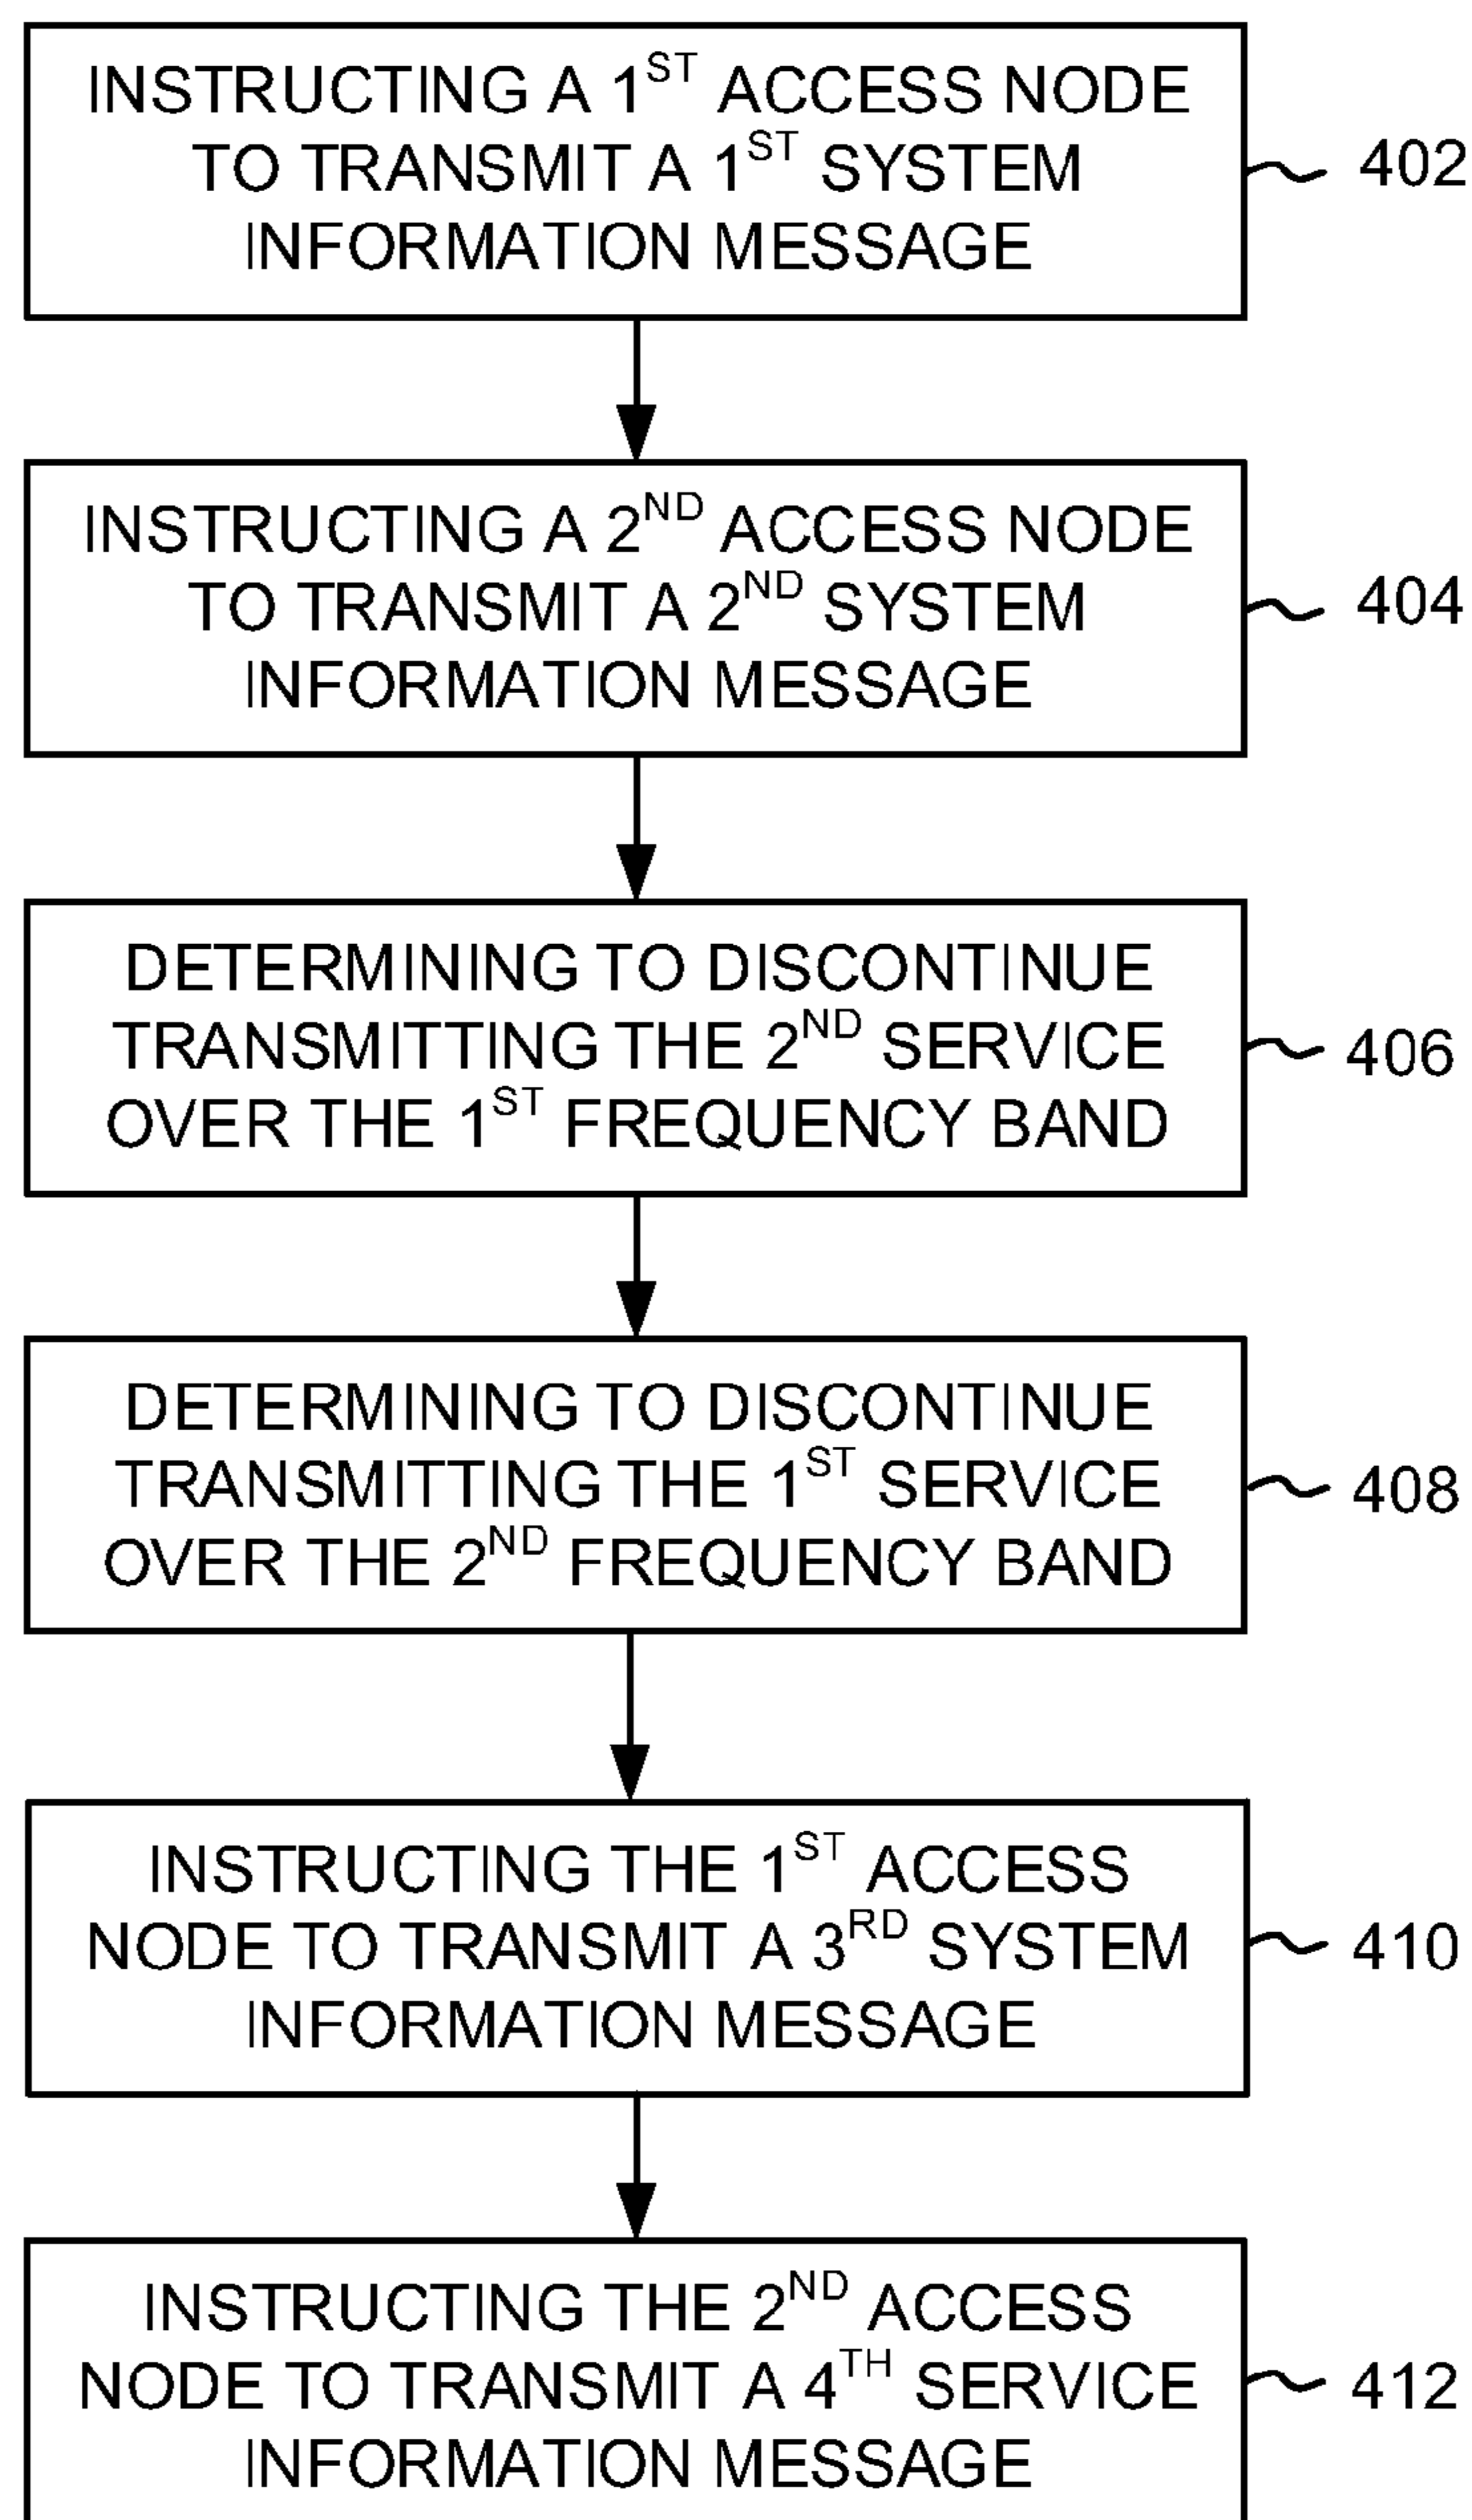 INSTRUCTING A 1ST ACCESS NODE
TO TRANSMIT A 1ST SYSTEM
INFORMATION MESSAGE
402
INSTRUCTING A 2ND ACCESS NODE
TO TRANSMIT A 2ND SYSTEM
INFORMATION MESSAGE
404
DETERMINING TO DISCONTINUE
TRANSMITTING THE 2ND SERVICE
OVER THE 1ST FREQUENCY BAND
406
DETERMINING TO DISCONTINUE
TRANSMITTING THE 1ST SERVICE
OVER THE 2ND FREQUENCY BAND
408
INSTRUCTING THE 1ST ACCESS
NODE TO TRANSMIT A 3RD SYSTEM
INFORMATION MESSAGE
410
INSTRUCTING THE 2ND ACCESS
NODE TO TRANSMIT A 4TH SERVICE
INFORMATION MESSAGE
412